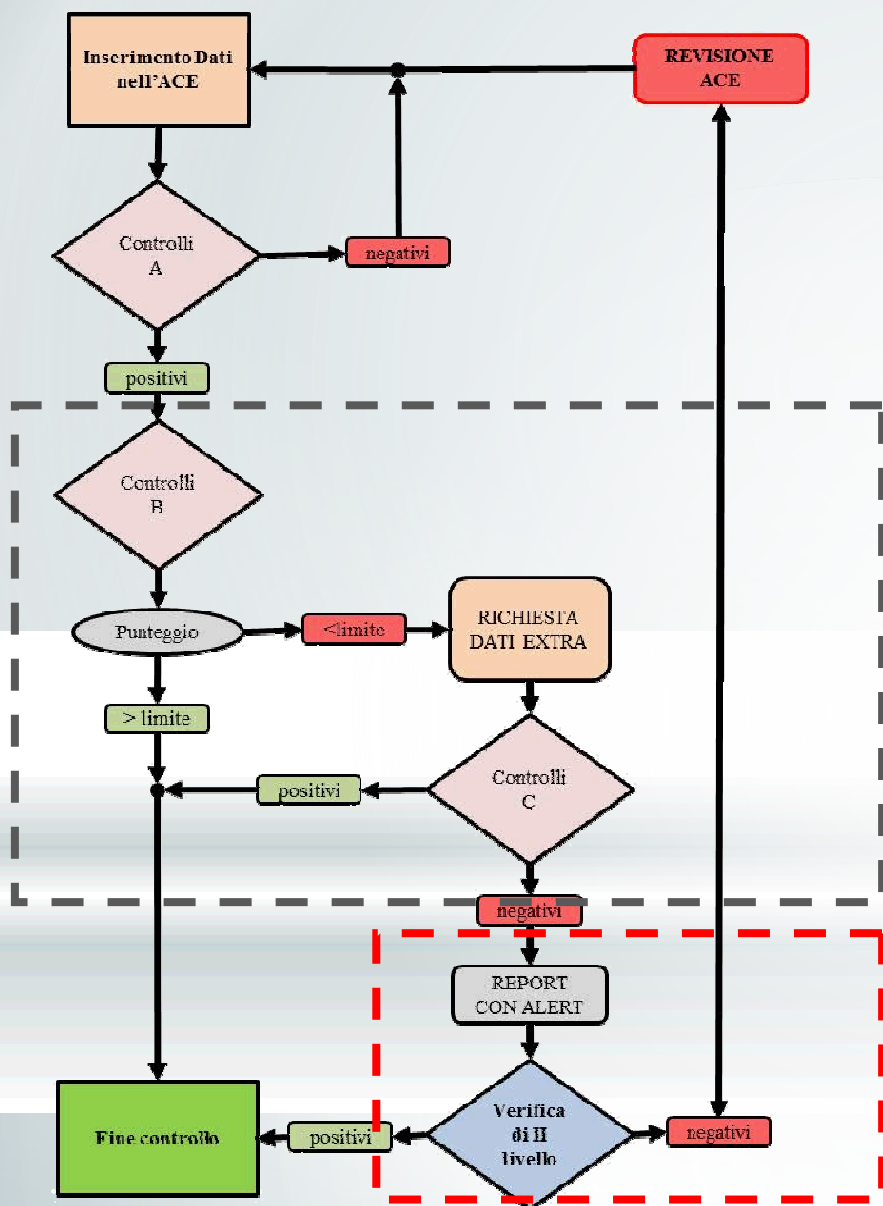 Inserimento Dati
nell'ACE
REVISIONE
ACE
Controlli
A
negativi
positivi
Controlli
B
Punteggio
<limite
RICHIESTA
DATI EXTRA
> limite
positivi
Controlli
C
negativi
REPORT
CON ALERT
Fine controllo
positivi
Verifica
di II
livello
negativi